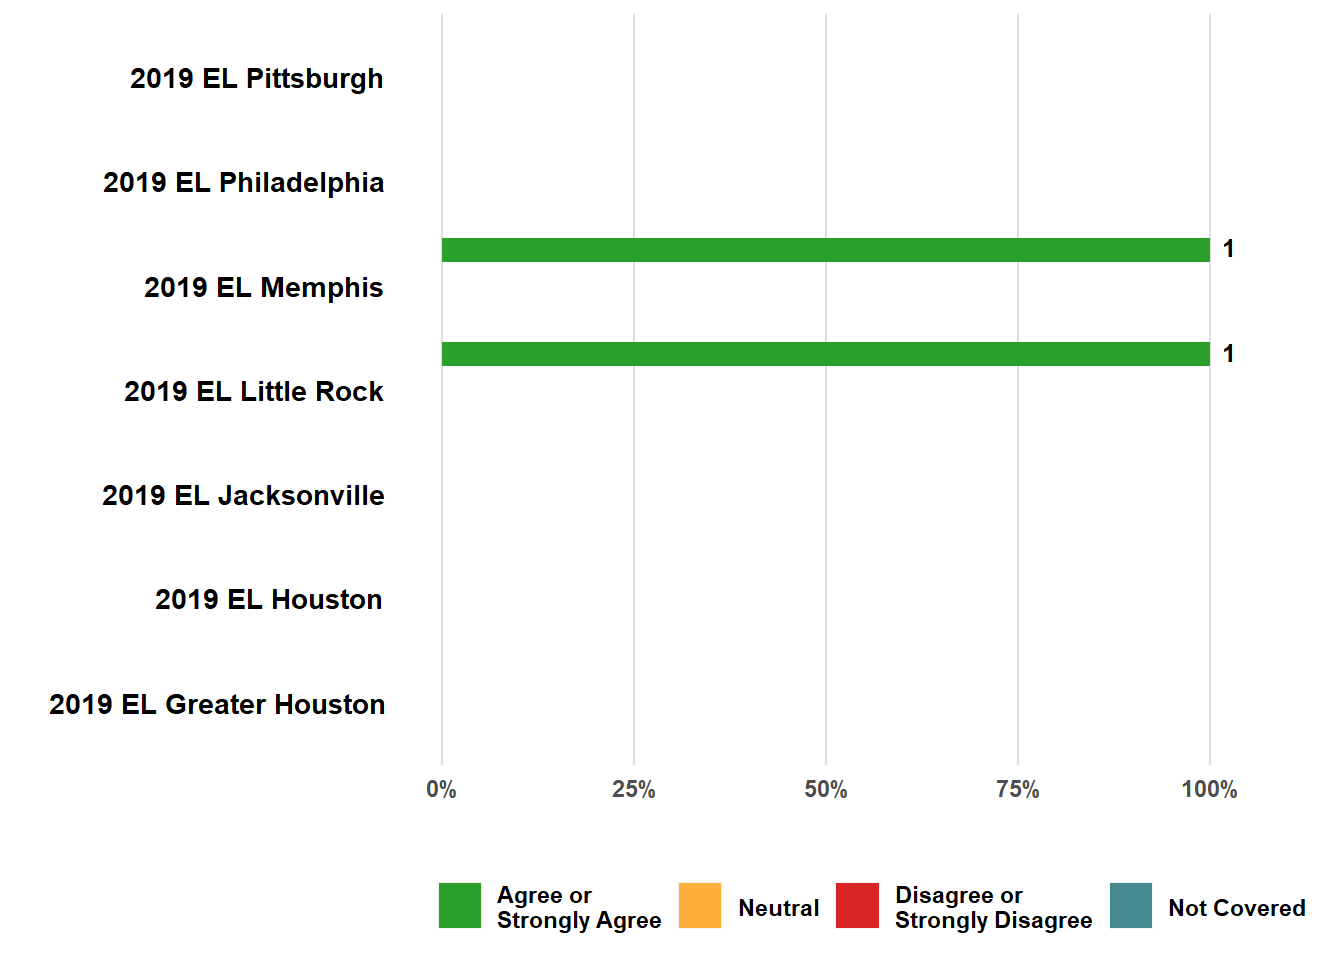 2019 EL Pittsburgh
2019 EL Philadelphia
1
2019 EL Memphis
1
2019 EL Little Rock
2019 EL Jacksonville
2019 EL Houston
2019 EL Greater Houston
0% 25% 50% 75% 100%
Agree or
Strongly Agree
Neutral
Disagree or
Strongly Disagree
Not Covered